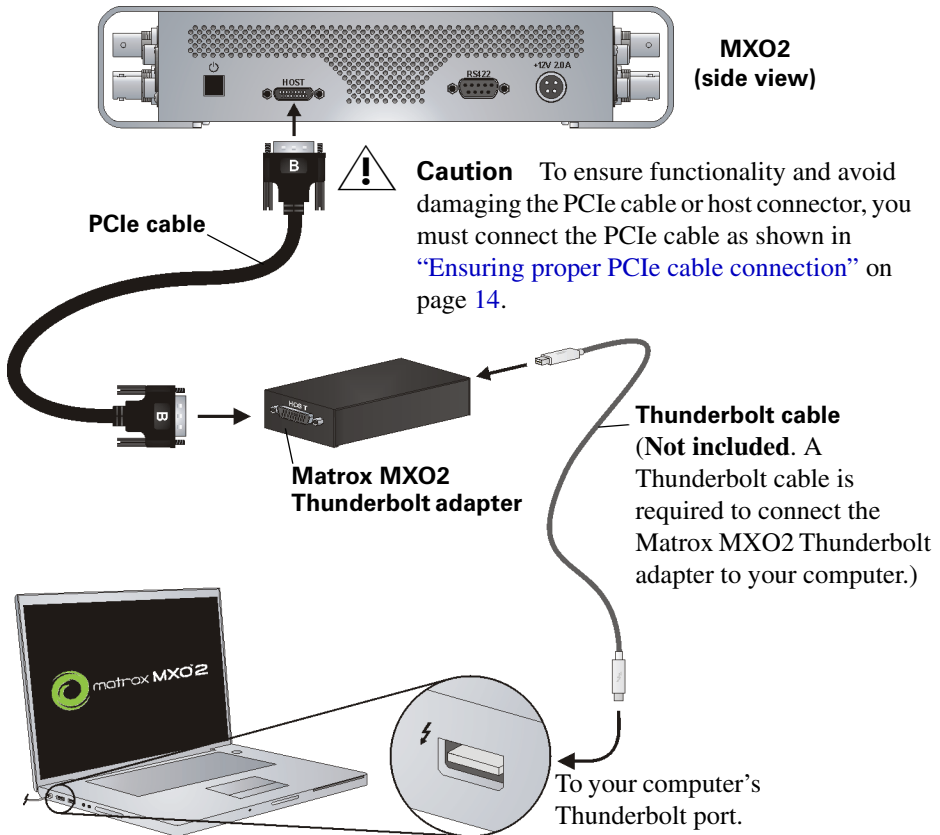 MXO2
(side view)
HOST
RS422
+12V 2.0A
B
Caution To ensure functionality and avoid
damaging the PCIe cable or host connector, you
must connect the PCIe cable as shown in
“Ensuring proper PCIe cable connection” on
page 14.
PCIe cable
B
HOST
Matrox MXO2
Thunderbolt adapter
Thunderbolt cable
(Not included. A
Thunderbolt cable is
required to connect the
Matrox MXO2 Thunderbolt
adapter to your computer.)
matrox MXO2
To your computer’s
Thunderbolt port.